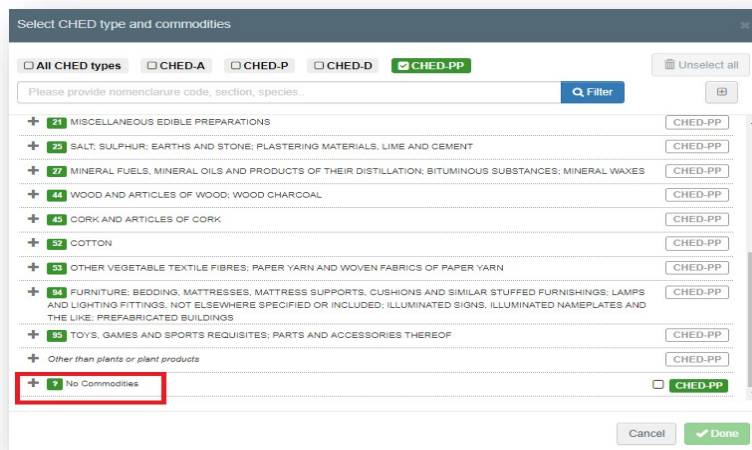 Select CHED type and commodities
All CHED types CHED-A CHED-P CHED-D CHED-PP Unselect all
Please provide nomenclarure code, section, species.. Filter
21 MISCELLANEOUS EDIBLE PREPARATIONS CHED-PP
25 SALT; SULPHUR; EARTHS AND STONE; PLASTERING MATERIALS, LIME AND CEMENT CHED-PP
27 MINERAL FUELS, MINERAL OILS AND PRODUCTS OF THEIR DISTILLATION; BITUMINOUS SUBSTANCES; MINERAL WAXES CHED-PP
44 WOOD AND ARTICLES OF WOOD; WOOD CHARCOAL CHED-PP
45 CORK AND ARTICLES OF CORK CHED-PP
52 COTTON CHED-PP
53 OTHER VEGETABLE TEXTILE FIBRES; PAPER YARN AND WOVEN FABRICS OF PAPER YARN CHED-PP
94 FURNITURE; BEDDING, MATTRESSES, MATTRESS SUPPORTS, CUSHIONS AND SIMILAR STUFFED FURNISHINGS; LAMPS CHED-PP
AND LIGHTING FITTINGS, NOT ELSEWHERE SPECIFIED OR INCLUDED; ILLUMINATED SIGNS, ILLUMINATED NAMEPLATES AND
THE LIKE; PREFABRICATED BUILDINGS
95 TOYS, GAMES AND SPORTS REQUISITES; PARTS AND ACCESSORIES THEREOF CHED-PP
Other than plants or plant products CHED-PP
? No Commodities CHED-PP
Cancel Done